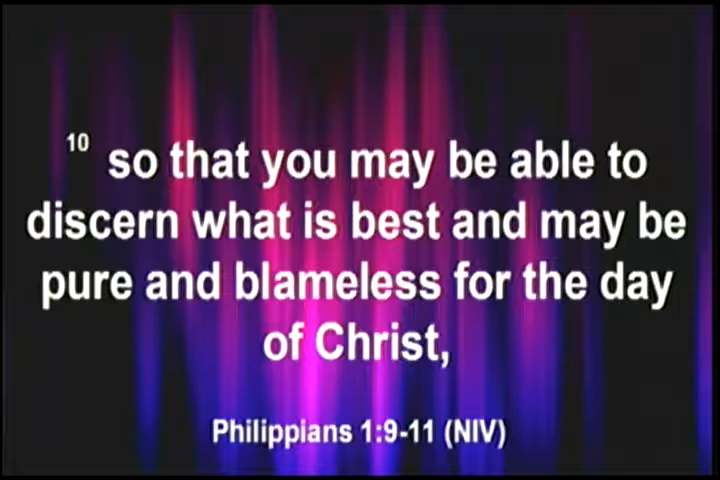 10 so that you may be able to
discern what is best and may be
pure and blameless for the day
of Christ,
Philippians 1:9-11 (NIV)